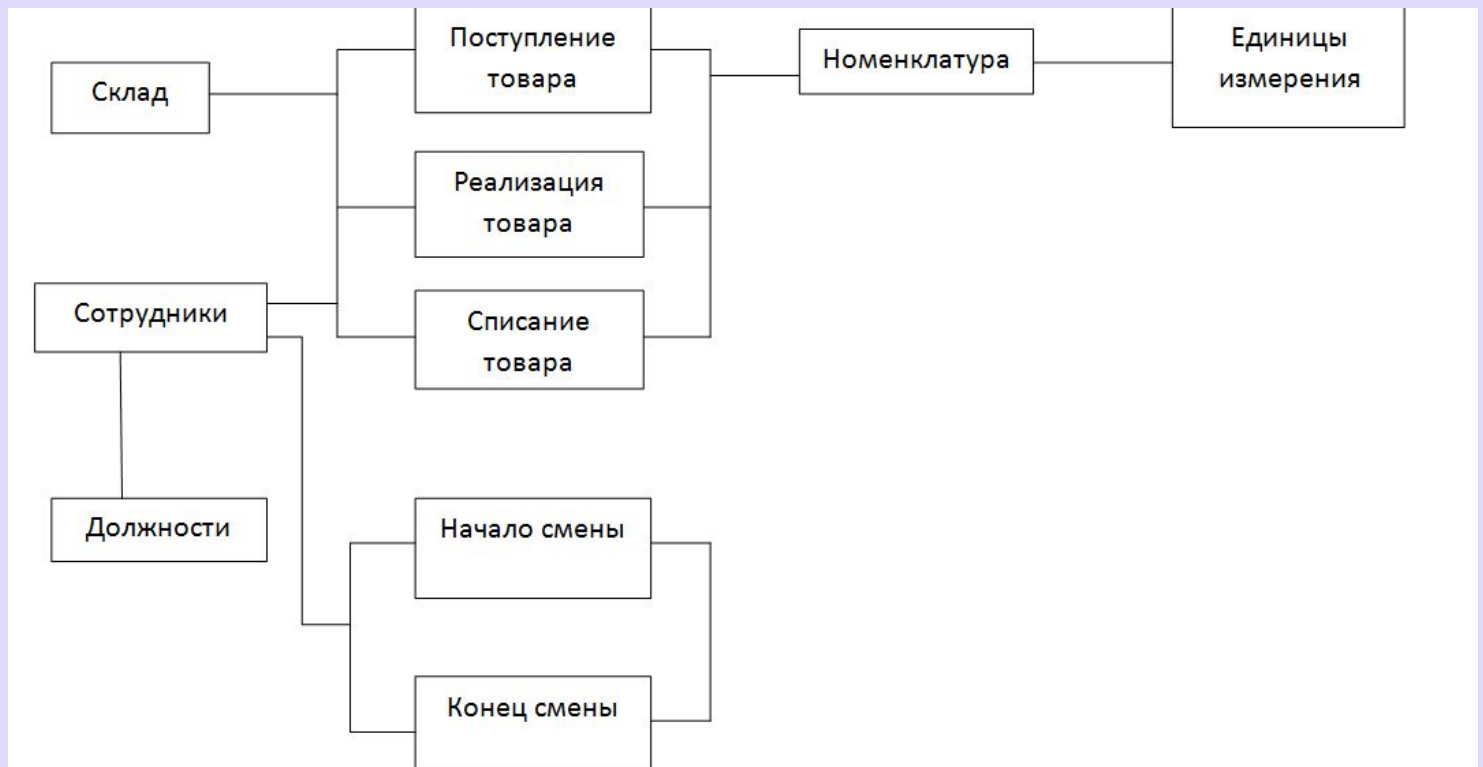 Поступление
товара
Номенклатура
Единицы
измерения
Склад
Реализация
товара
Сотрудники
Списание
товара
Должности
Начало смены
Конец смены